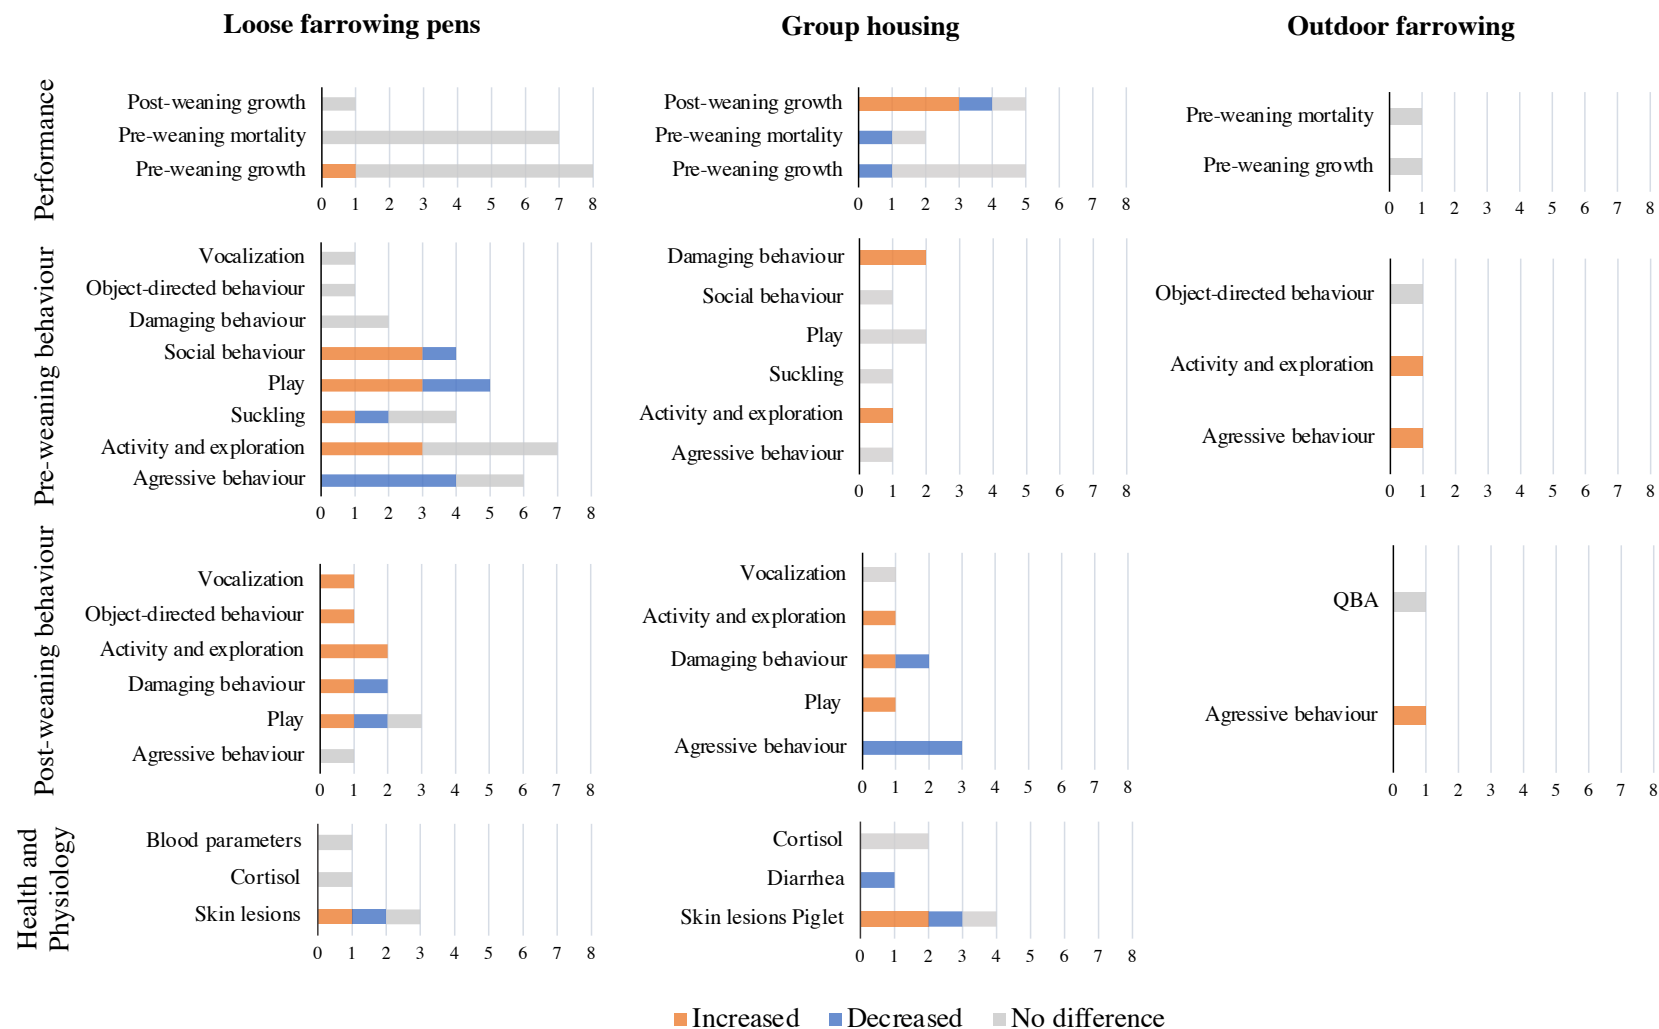 Loose farrowing pens
Group housing
Outdoor farrowing
Performance
Post-weaning growth
Pre-weaning mortality
Pre-weaning growth
0 1 2 3 4 5 6 7 8
Post-weaning growth
Pre-weaning mortality
Pre-weaning growth
0 1 2 3 4 5 6 7 8
Pre-weaning mortality
Pre-weaning growth
0 1 2 3 4 5 6 7 8
Pre-weaning behaviour
Vocalization
Object-directed behaviour
Damaging behaviour
Social behaviour
Play
Suckling
Activity and exploration
Agressive behaviour
0 1 2 3 4 5 6 7 8
Damaging behaviour
Social behaviour
Play
Suckling
Activity and exploration
Agressive behaviour
0 1 2 3 4 5 6 7 8
Object-directed behaviour
Activity and exploration
Agressive behaviour
0 1 2 3 4 5 6 7 8
Post-weaning behaviour
Vocalization
Object-directed behaviour
Activity and exploration
Damaging behaviour
Play
Agressive behaviour
0 1 2 3 4 5 6 7 8
Vocalization
Activity and exploration
Damaging behaviour
Play
Agressive behaviour
0 1 2 3 4 5 6 7 8
QBA
Agressive behaviour
0 1 2 3 4 5 6 7 8
Health and
Physiology
Blood parameters
Cortisol
Skin lesions
0 1 2 3 4 5 6 7 8
Cortisol
Diarrhea
Skin lesions Piglet
0 1 2 3 4 5 6 7 8
Increased Decreased No difference